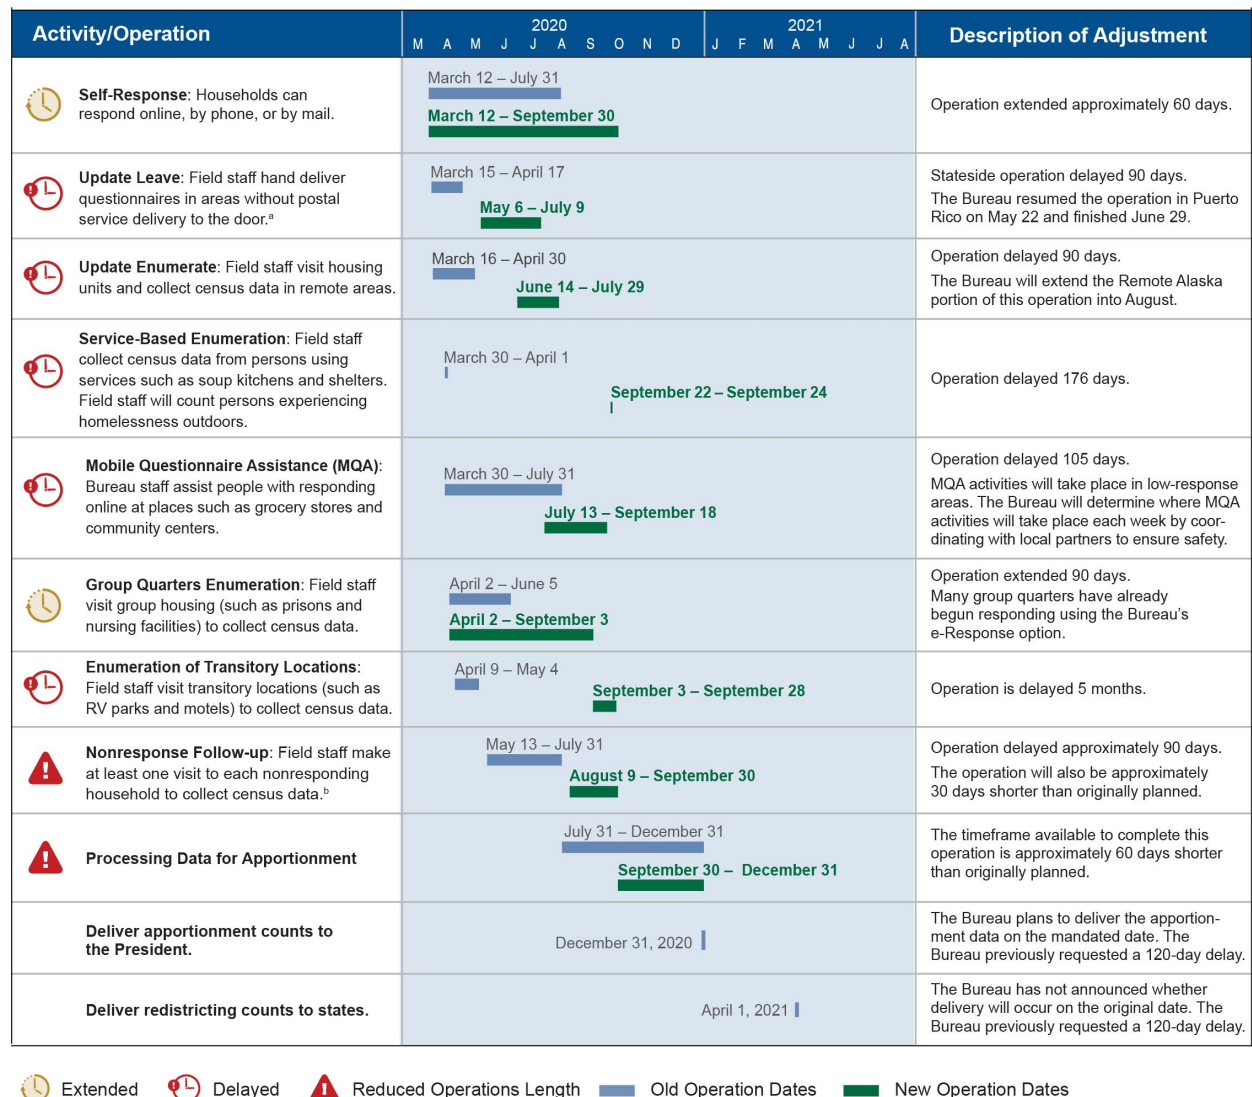 Activity/Operation
2020
2021
M A M J J A S O N D J F M A M J J A
Description of Adjustment
Self-Response: Households can
respond online, by phone, or by mail.
March 12 – July 31
March 12 – September 30
Operation extended approximately 60 days.
Update Leave: Field staff hand deliver
questionnaires in areas without postal
service delivery to the door.a
March 15 – April 17
May 6 – July 9
Stateside operation delayed 90 days.
The Bureau resumed the operation in Puerto
Rico on May 22 and finished June 29.
Update Enumerate: Field staff visit housing
units and collect census data in remote areas.
March 16 – April 30
June 14 – July 29
Operation delayed 90 days.
The Bureau will extend the Remote Alaska
portion of this operation into August.
Service-Based Enumeration: Field staff
collect census data from persons using
services such as soup kitchens and shelters.
Field staff will count persons experiencing
homelessness outdoors.
March 30 – April 1
September 22 – September 24
Operation delayed 176 days.
Mobile Questionnaire Assistance (MQA):
Bureau staff assist people with responding
online at places such as grocery stores and
community centers.
March 30 – July 31
July 13 – September 18
Operation delayed 105 days.
MQA activities will take place in low-response
areas. The Bureau will determine where MQA
activities will take place each week by coor-
dinating with local partners to ensure safety.
Group Quarters Enumeration: Field staff
visit group housing (such as prisons and
nursing facilities) to collect census data.
April 2 – June 5
April 2 – September 3
Operation extended 90 days.
Many group quarters have already
begun responding using the Bureau's
e-Response option.
Enumeration of Transitory Locations:
Field staff visit transitory locations (such as
RV parks and motels) to collect census data.
April 9 – May 4
September 3 – September 28
Operation is delayed 5 months.
Nonresponse Follow-up: Field staff make
at least one visit to each nonresponding
household to collect census data.b
May 13 – July 31
August 9 – September 30
Operation delayed approximately 90 days.
The operation will also be approximately
30 days shorter than originally planned.
Processing Data for Apportionment
July 31 – December 31
September 30 – December 31
The timeframe available to complete this
operation is approximately 60 days shorter
than originally planned.
Deliver apportionment counts to
the President.
December 31, 2020
The Bureau plans to deliver the apportion-
ment data on the mandated date. The
Bureau previously requested a 120-day delay.
Deliver redistricting counts to states.
April 1, 2021
The Bureau has not announced whether
delivery will occur on the original date. The
Bureau previously requested a 120-day delay.
Extended
Delayed
Reduced Operations Length
Old Operation Dates
New Operation Dates